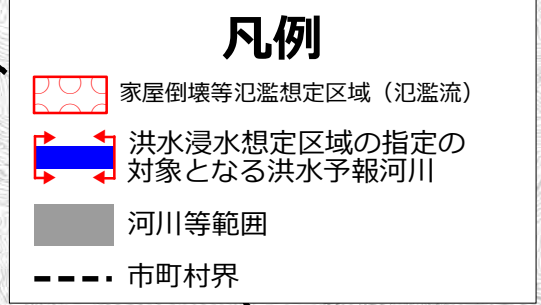 凡例
家屋倒壊等氾濫想定区域（氾濫流）
洪水浸水想定区域の指定の
対象となる洪水予報河川
河川等範囲
市町村界